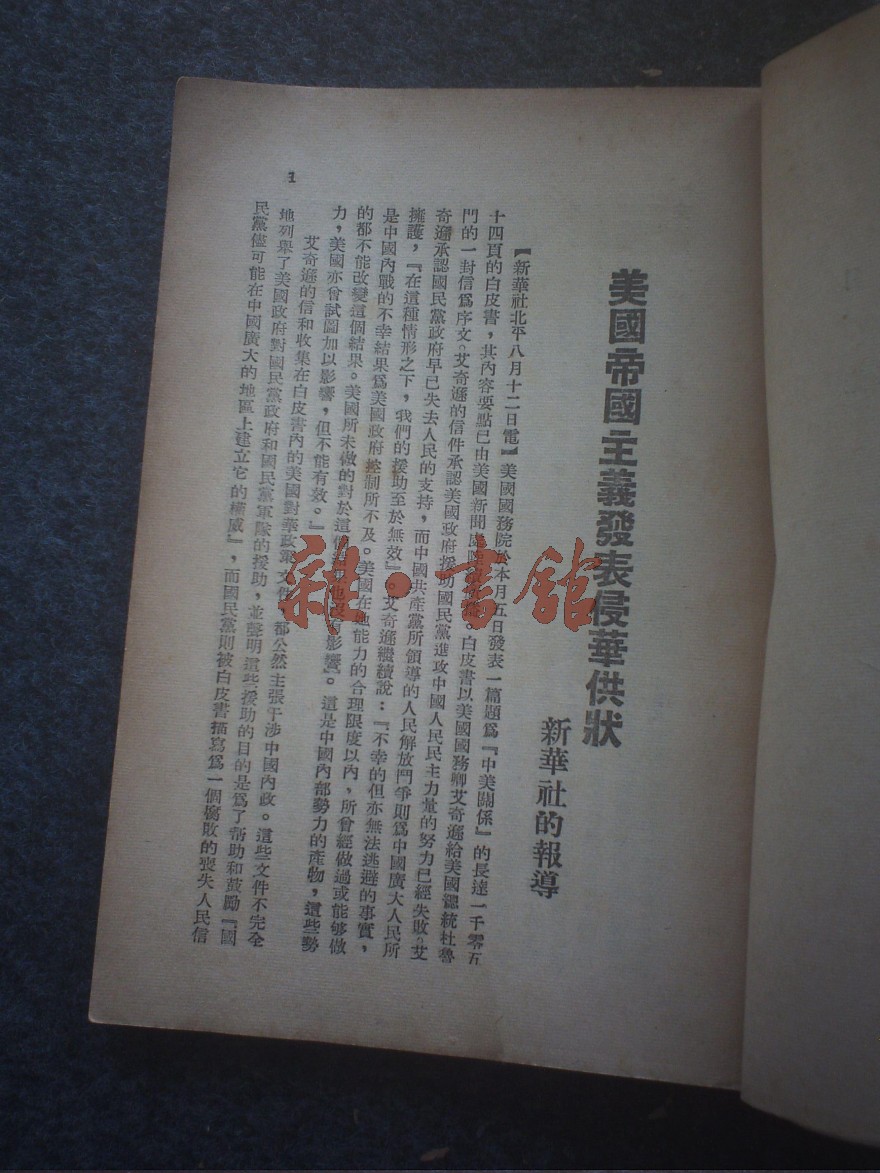 美國帝國主義發表侵華供狀
新華社的報導
【新華社北平八月十二日電】美國國務院於本月五日發表一篇題爲『中美關係』的長達一千零五
十四頁的白皮書，其內容要點已由美國新聞處。白皮書以美國國務卿艾奇遜給美國總統杜魯
門的一封信爲序文。艾奇遜的信件承認美國政府援助國民黨進攻中國人民民主力量的努力已經失敗。艾
奇遜承認國民黨政府早已失去人民的支持，而中國共產黨所領導的人民解放鬥爭則爲中國廣大人民所
擁護，『在這種情形之下，我們的援助至於無效』。艾奇遜繼續說：『不幸的但亦無法逃避的事實，
是中國內戰的不幸結果爲美國政府控制所不及。美國在他能力的合理限度以內，所曾經做過或能够做
的都不能改變這個結果。美國所未做的對於這個結果也沒有影響。這是中國內部勢力的產物，這些勢
力，美國亦曾試圖加以影響，但不能有效。』
艾奇遜的信和收集在白皮書內的美國對華政策文件，都公然主張干涉中國內政。這些文件不完全
地列舉了美國政府對國民黨政府和國民黨軍隊的援助，並聲明這些援助的目的是爲了幫助和鼓勵『國
民黨儘可能在中國廣大的地區上建立它的權威』，而國民黨則被白皮書描寫爲一個腐敗的喪失人民信
1
雜·書館